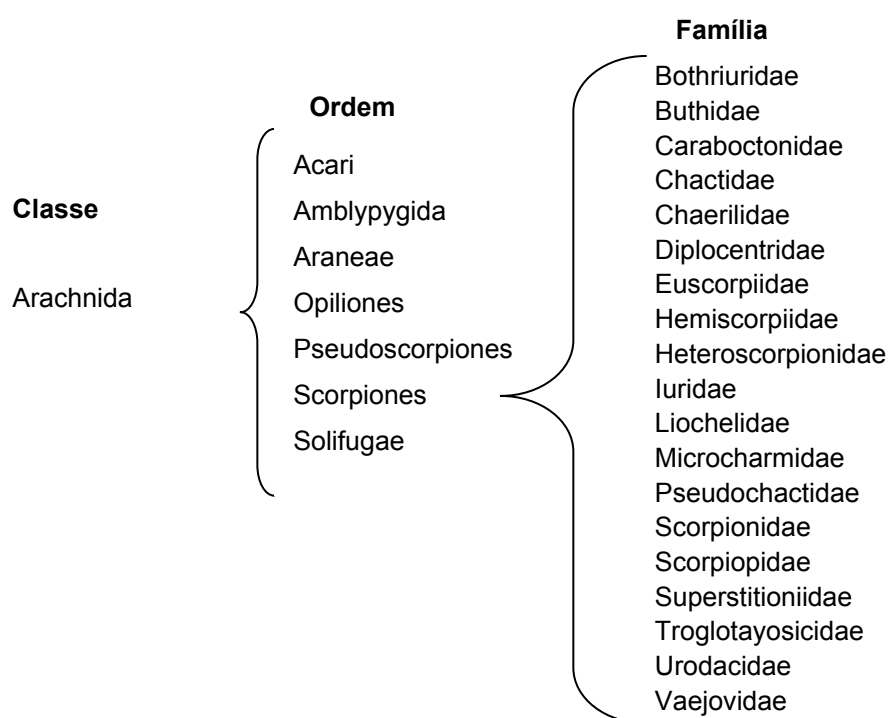 Classe
Arachnida
Ordem
Acari
Amblypygida
Araneae
Opiliones
Pseudoscorpiones
Scorpiones
Solifugae
Família
Bothriuridae
Buthidae
Caraboctonidae
Chactidae
Chaerilidae
Diplocentridae
Euscorpiidae
Hemiscorpiidae
Heteroscorpionidae
Iuridae
Liochelidae
Microcharmidae
Pseudochactidae
Scorpionidae
Scorpiopidae
Superstitioniidae
Troglotayosicidae
Urodacidae
Vaejovidae